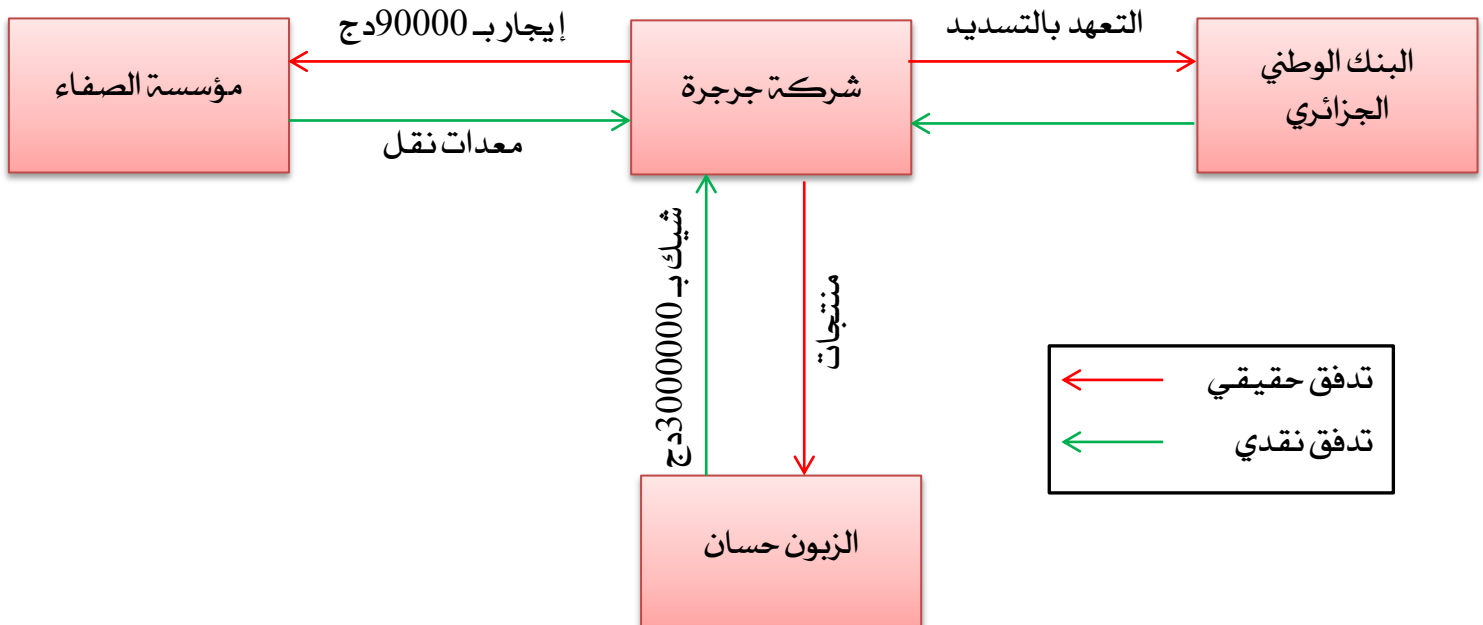 التعهد بالتسديد
إيجار بـ 90000دج
البنك الوطني
الجزائري
شركة جرجرة
مؤسسة الصفاء
معدات نقل
شيك بـ 3000000دج
منتجات
تدفق حقيقي
تدفق نقدي
الزبون حسان